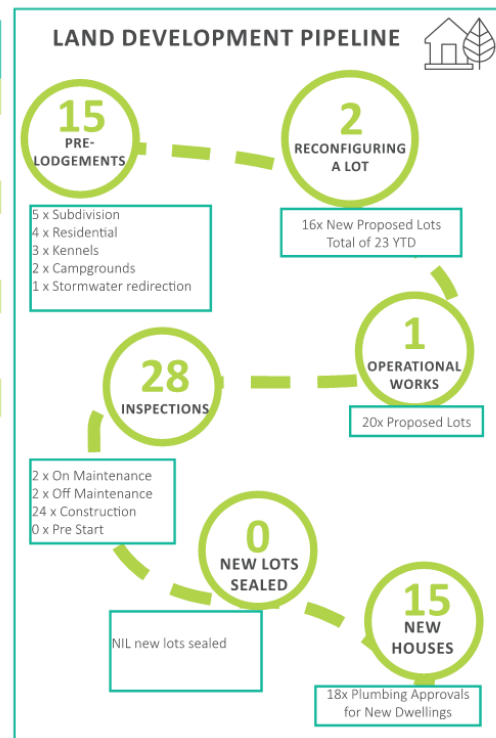 LAND DEVELOPMENT PIPELINE
15
PRE-
LODGEMENTS
5 x Subdivision
4 x Residential
3 x Kennels
2 x Campgrounds
1 x Stormwater redirection
2
RECONFIGURING
A LOT
16x New Proposed Lots
Total of 23 YTD
1
OPERATIONAL
WORKS
20x Proposed Lots
28
INSPECTIONS
2 x On Maintenance
2 x Off Maintenance
24 x Construction
0 x Pre Start
0
NEW LOTS
SEALED
NIL new lots sealed
15
NEW
HOUSES
18x Plumbing Approvals
for New Dwellings